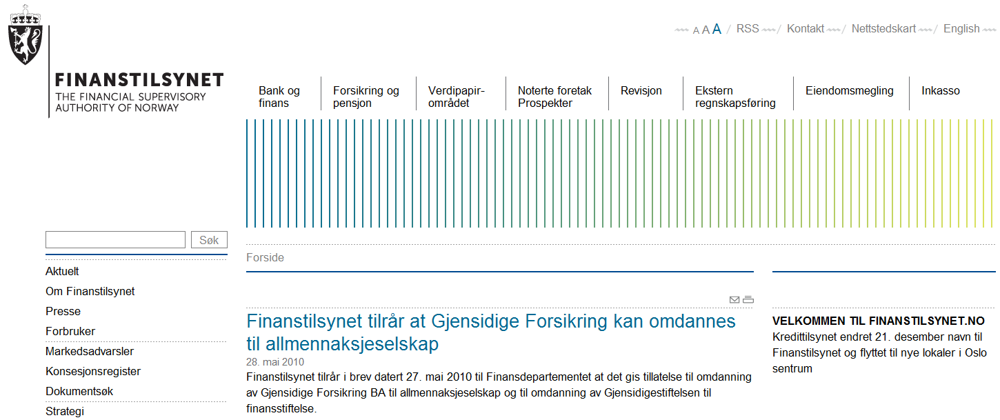 A A A / RSS / Kontakt / Nettstedskart / English
FINANSTILSYNET
THE FINANCIAL SUPERVISORY
AUTHORITY OF NORWAY
Bank og
finans
Forsikring og
pensjon
Verdipapir-
området
Noterte foretak
Prospekter
Revisjon
Ekstern
regnskapsføring
Eiendomsmegling
Inkasso
Søk
Aktuelt
Om Finanstilsynet
Presse
Forbruker
Markedsadvarsler
Konsesjonsregister
Dokumentsøk
Strategi
Forside
Finanstilsynet tilrår at Gjensidige Forsikring kan omdannes
til allmennaksjeselskap
28. mai 2010
Finanstilsynet tilrår i brev datert 27. mai 2010 til Finansdepartementet at det gis tillatelse til omdanning
av Gjensidige Forsikring BA til allmennaksjeselskap og til omdanning av Gjensidigestiftelsen til
finansstiftelse.
VELKOMMEN TIL FINANSTILSYNET.NO
Kredittilsynet endret 21. desember navn til
Finanstilsynet og flyttet til nye lokaler i Oslo
sentrum